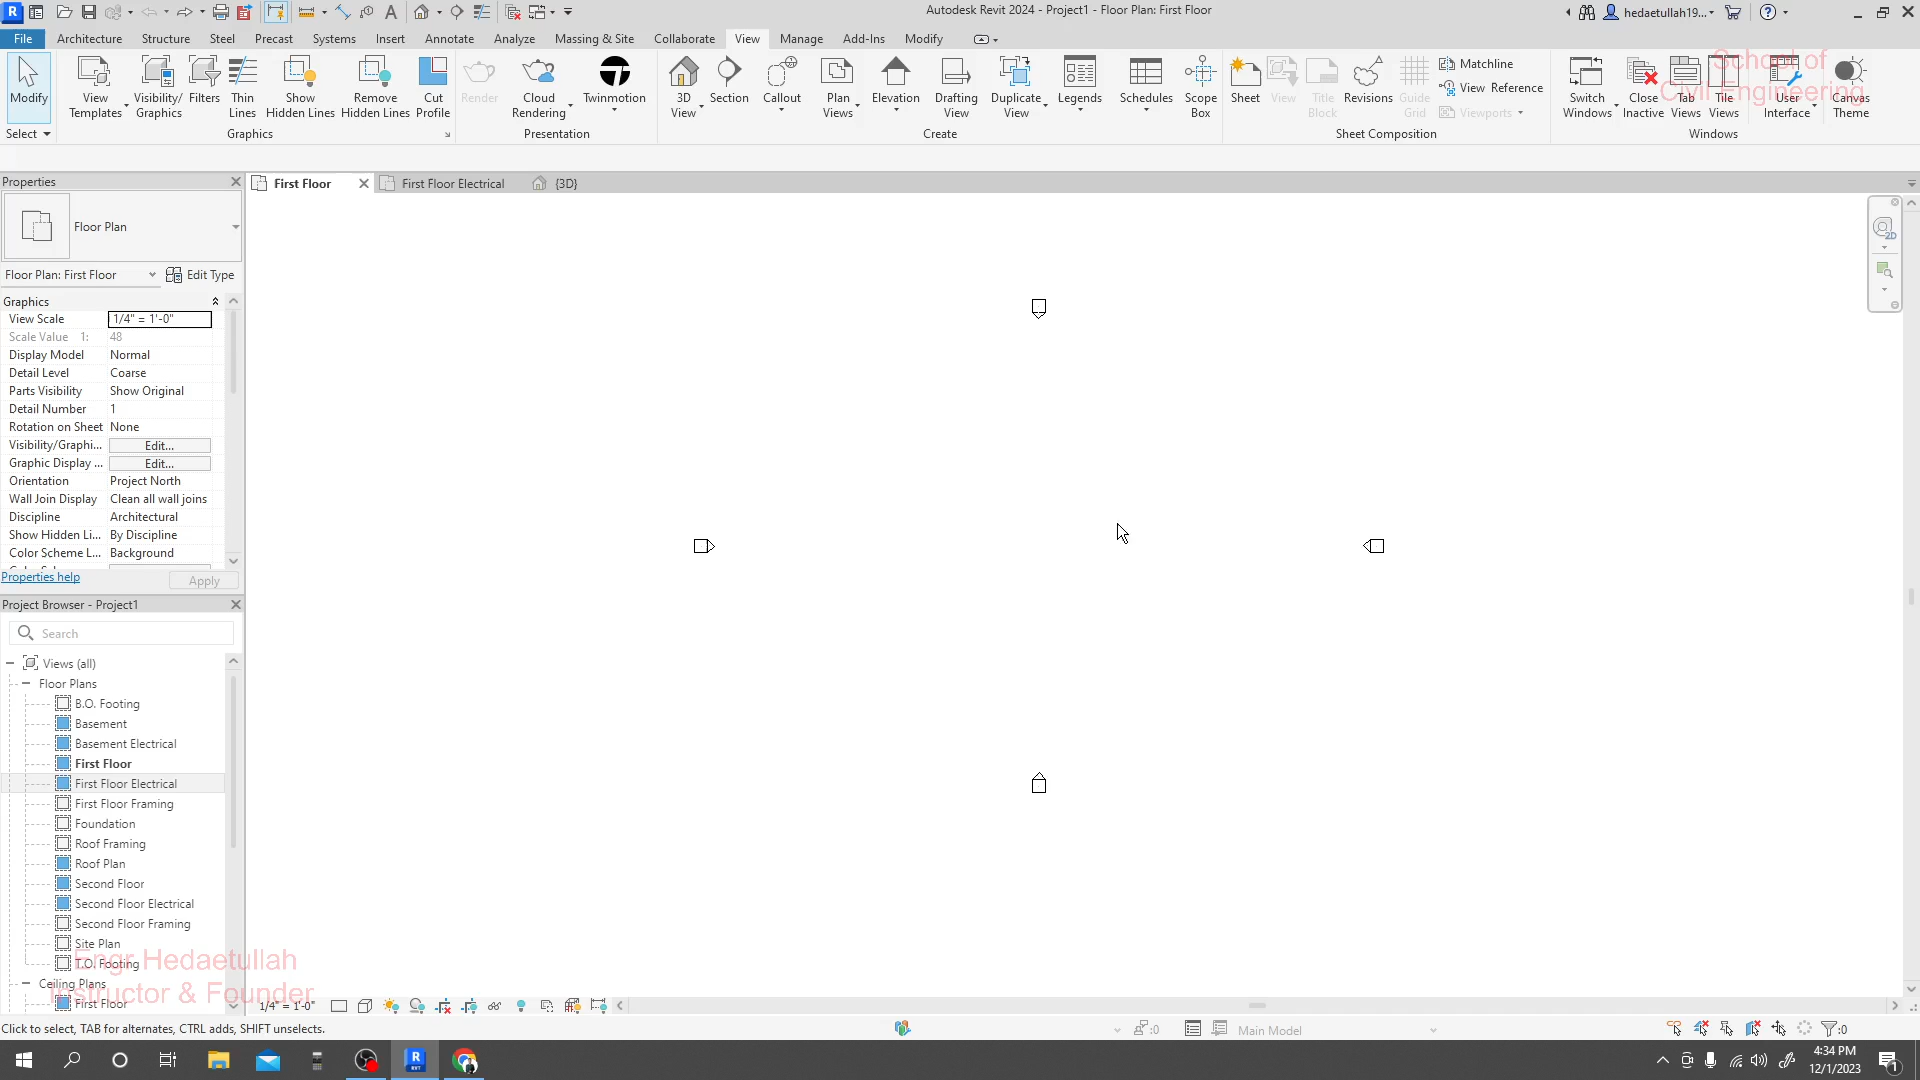 Autodesk Revit 2024 - Project1 - Floor Plan: First Floor
hedaetullah19...
File Architecture Structure Steel Precast Systems Insert Annotate Analyze Massing & Site Collaborate View Manage Add-Ins Modify
Modify
View Templates
Visibility/ Graphics
Filters
Thin Lines
Show Hidden Lines
Remove Hidden Lines
Cut Profile
Render
Cloud Rendering
Twinmotion
3D View
Section
Callout
Plan Views
Elevation
Drafting View
Duplicate View
Legends
Schedules
Scope Box
Sheet
View
Title Block
Revisions
Guide Grid
Matchline
View Reference
Viewports
Switch Windows
Close Inactive
Tab Views
Tile Views
User Interface
Canvas Theme
School of
Civil Engineering
Select Graphics Presentation Create Sheet Composition Windows
Properties
First Floor First Floor Electrical {3D}
Floor Plan
Floor Plan: First Floor Edit Type
Graphics
View Scale 1/4" = 1'-0"
Scale Value 1: 48
Display Model Normal
Detail Level Coarse
Parts Visibility Show Original
Detail Number 1
Rotation on Sheet None
Visibility/Graphi... Edit...
Graphic Display ... Edit...
Orientation Project North
Wall Join Display Clean all wall joins
Discipline Architectural
Show Hidden Li... By Discipline
Color Scheme L... Background
Properties help Apply
Project Browser - Project1
Search
Views (all)
Floor Plans
B.O. Footing
Basement
Basement Electrical
First Floor
First Floor Electrical
First Floor Framing
Foundation
Roof Framing
Roof Plan
Second Floor
Second Floor Electrical
Second Floor Framing
Site Plan
T.O. Footing
Ceiling Plans
First Floor
Engr.Hedaetullah
Instructor & Founder
1/4" = 1'-0"
Click to select, TAB for alternates, CTRL adds, SHIFT unselects.
:0
Main Model
:0
4:34 PM
12/1/2023
1
2D